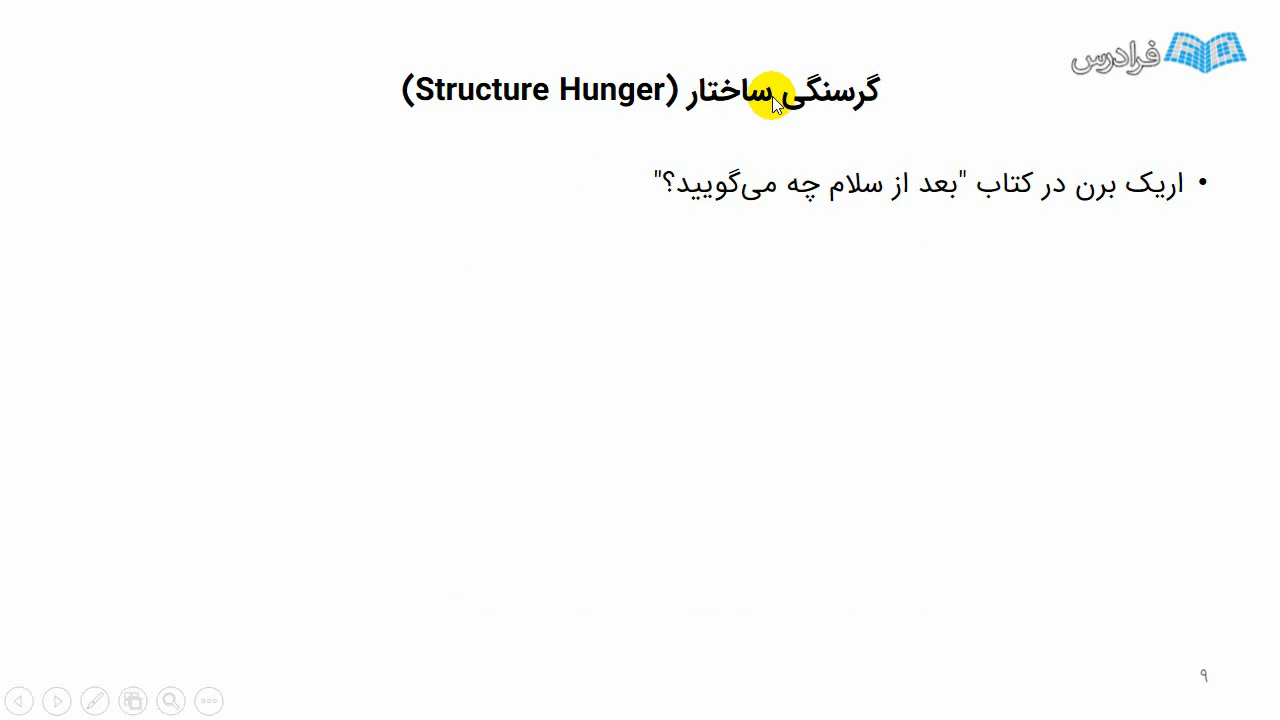 فرادرس
گرسنگی ساختار (Structure Hunger)
• اریک برن در کتاب "بعد از سلام چه می‌گویید؟"
۹